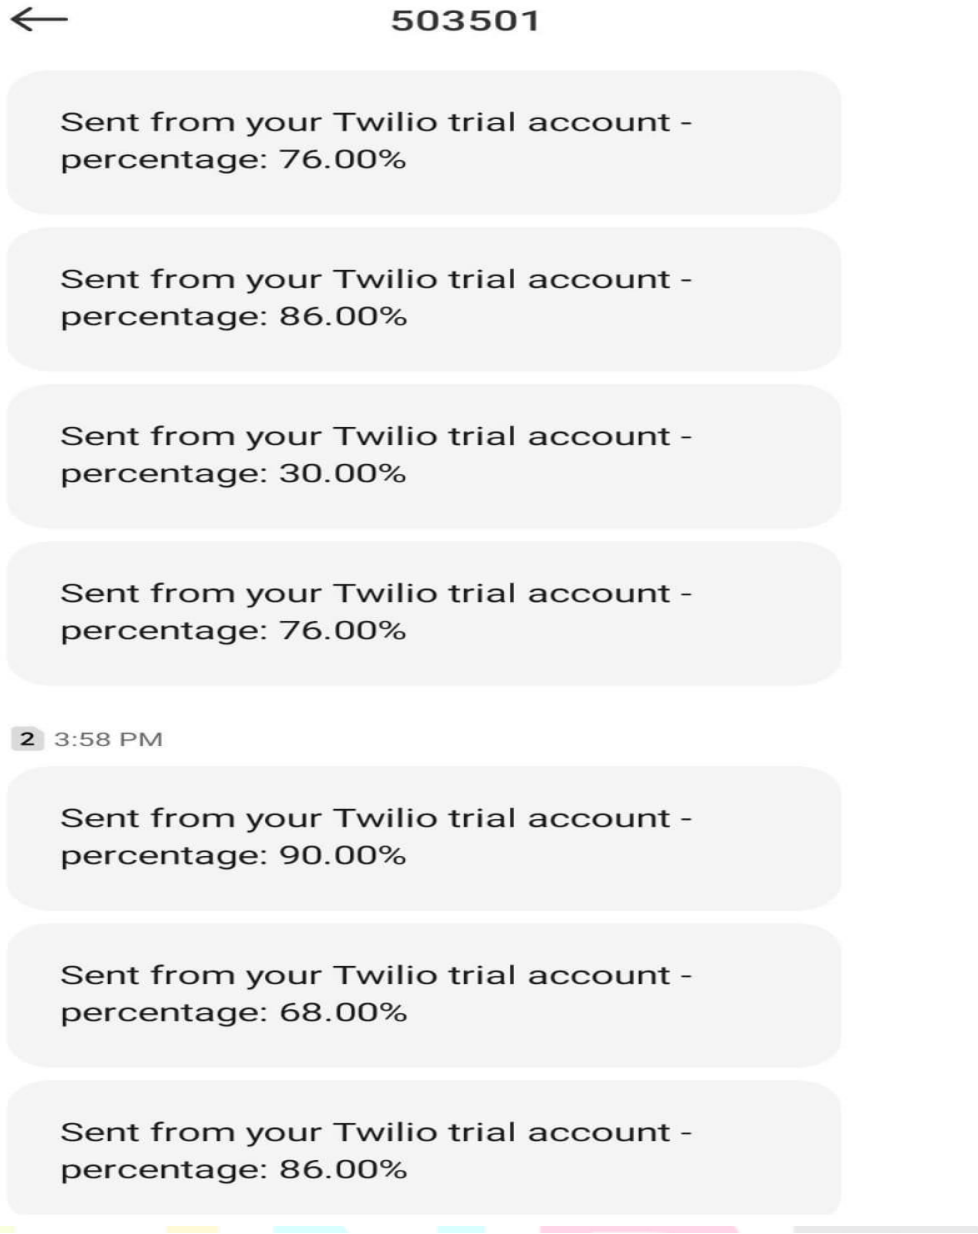 503501
Sent from your Twilio trial account -
percentage: 76.00%
Sent from your Twilio trial account -
percentage: 86.00%
Sent from your Twilio trial account -
percentage: 30.00%
Sent from your Twilio trial account -
percentage: 76.00%
2 3:58 PM
Sent from your Twilio trial account -
percentage: 90.00%
Sent from your Twilio trial account -
percentage: 68.00%
Sent from your Twilio trial account -
percentage: 86.00%